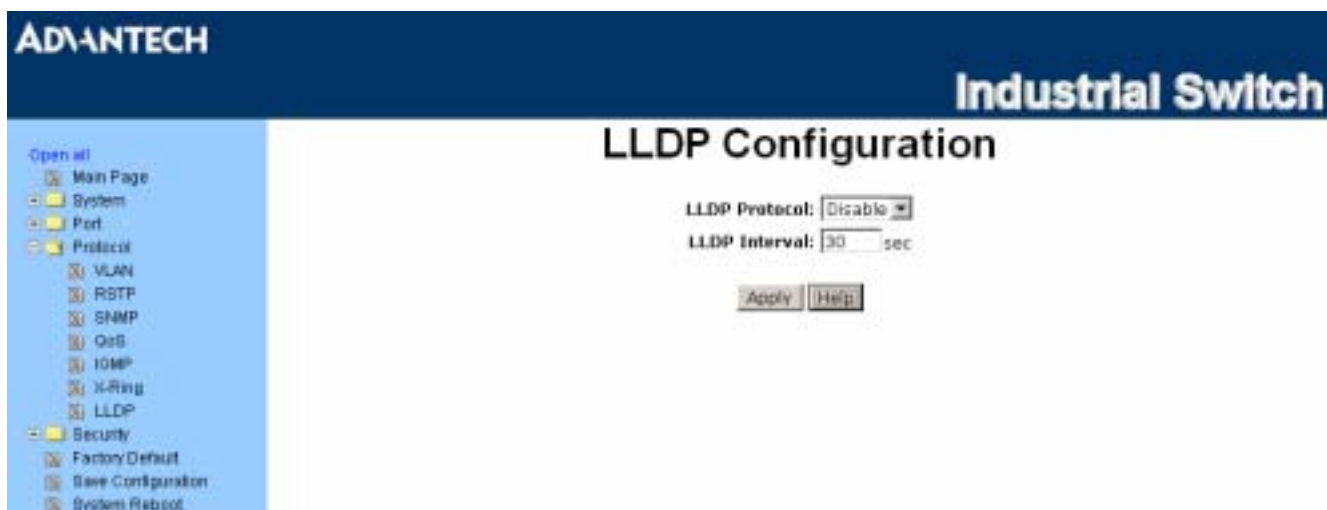 ADVANTECH
Industrial Switch
Open all
Main Page
System
Port
Protocol
VLAN
RSTP
SNMP
QoS
IGMP
X-Ring
LLDP
Security
Factory Default
Save Configuration
System Reboot
LLDP Configuration
LLDP Protocol: Disable
LLDP Interval: 30 sec
Apply Help